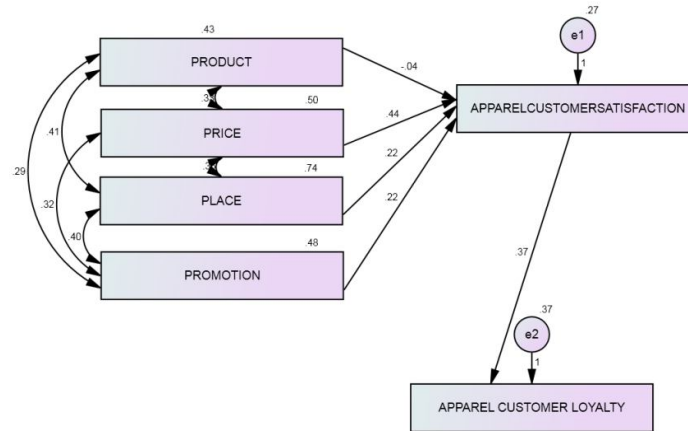 .27
e1
1
.43
PRODUCT
-.04
APPARELCUSTOMERSATISFACTION
.50
PRICE
.44
.41
.74
.22
PLACE
.29
.32
.22
.40
.48
PROMOTION
.37
.37
e2
1
APPAREL CUSTOMER LOYALTY